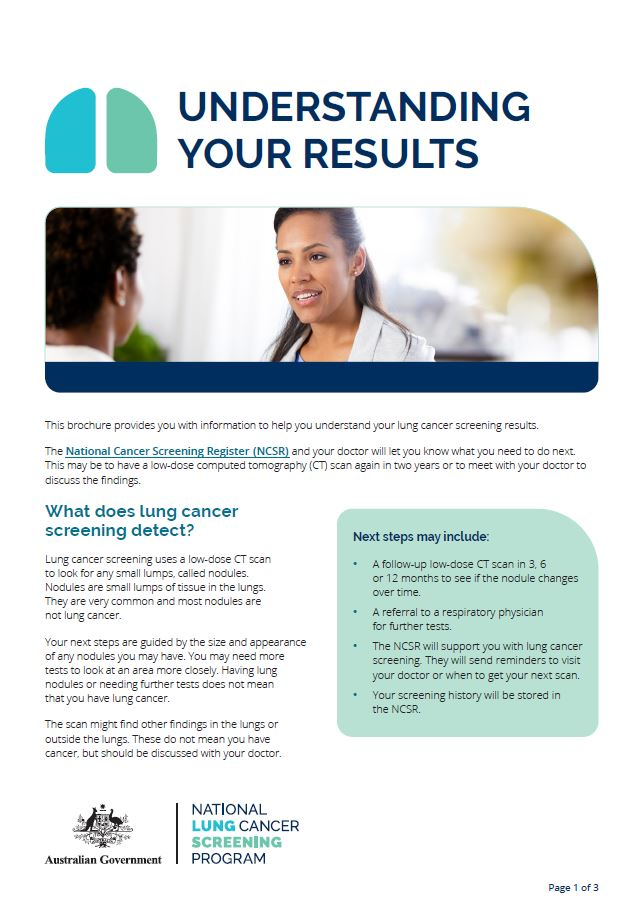 UNDERSTANDING
YOUR RESULTS
This brochure provides you with information to help you understand your lung cancer screening results.
The National Cancer Screening Register (NCSR) and your doctor will let you know what you need to do next.
This may be to have a low-dose computed tomography (CT) scan again in two years or to meet with your doctor to
discuss the findings.
What does lung cancer
screening detect?
Lung cancer screening uses a low-dose CT scan
to look for any small lumps, called nodules.
Nodules are small lumps of tissue in the lungs.
They are very common and most nodules are
not lung cancer.
Your next steps are guided by the size and appearance
of any nodules you may have. You may need more
tests to look at an area more closely. Having lung
nodules or needing further tests does not mean
that you have lung cancer.
The scan might find other findings in the lungs or
outside the lungs. These do not mean you have
cancer, but should be discussed with your doctor.
Next steps may include:
• A follow-up low-dose CT scan in 3, 6
or 12 months to see if the nodule changes
over time.
• A referral to a respiratory physician
for further tests.
• The NCSR will support you with lung cancer
screening. They will send reminders to visit
your doctor or when to get your next scan.
• Your screening history will be stored in
the NCSR.
Australian Government
NATIONAL
LUNG CANCER
SCREENING
PROGRAM
Page 1 of 3